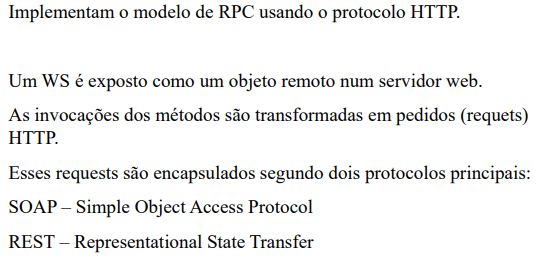 Implementam o modelo de RPC usando o protocolo HTTP.
Um WS é exposto como um objeto remoto num servidor web.
As invocações dos métodos são transformadas em pedidos (requets)
HTTP.
Esses requests são encapsulados segundo dois protocolos principais:
SOAP – Simple Object Access Protocol
REST – Representational State Transfer